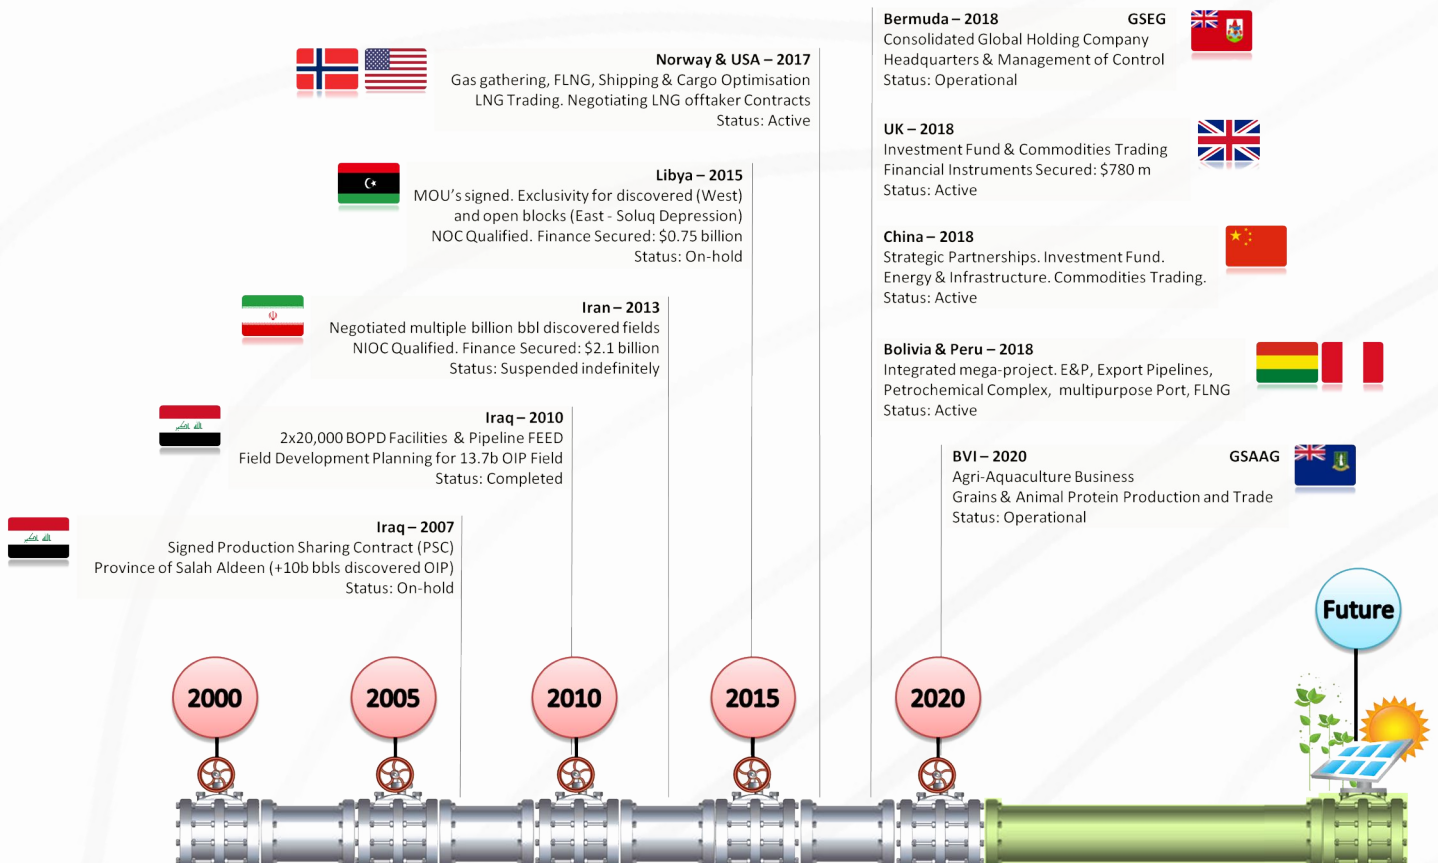 Norway & USA – 2017
Gas gathering, FLNG, Shipping & Cargo Optimisation
LNG Trading. Negotiating LNG offtaker Contracts
Status: Active
Libya – 2015
MOU's signed. Exclusivity for discovered (West)
and open blocks (East - Soluq Depression)
NOC Qualified. Finance Secured: $0.75 billion
Status: On-hold
Iran – 2013
Negotiated multiple billion bbl discovered fields
NIOC Qualified. Finance Secured: $2.1 billion
Status: Suspended indefinitely
Iraq – 2010
2x20,000 BOPD Facilities & Pipeline FEED
Field Development Planning for 13.7b OIP Field
Status: Completed
Iraq – 2007
Signed Production Sharing Contract (PSC)
Province of Salah Aldeen (+10b bbls discovered OIP)
Status: On-hold
Bermuda – 2018 GSEG
Consolidated Global Holding Company
Headquarters & Management of Control
Status: Operational
UK – 2018
Investment Fund & Commodities Trading
Financial Instruments Secured: $780 m
Status: Active
China – 2018
Strategic Partnerships. Investment Fund.
Energy & Infrastructure. Commodities Trading.
Status: Active
Bolivia & Peru – 2018
Integrated mega-project. E&P, Export Pipelines,
Petrochemical Complex, multipurpose Port, FLNG
Status: Active
BVI – 2020 GSAAG
Agri-Aquaculture Business
Grains & Animal Protein Production and Trade
Status: Operational
2000
2005
2010
2015
2020
Future